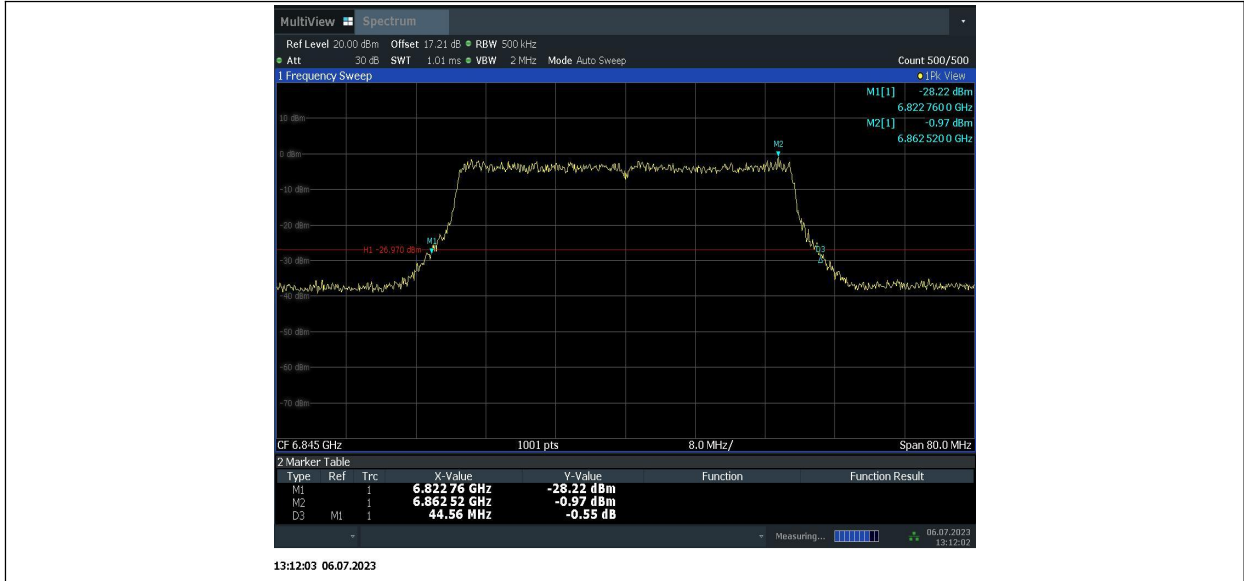 MultiView Spectrum
Ref Level 20.00 dBm Offset 17.21 dB RBW 500 kHz
Att 30 dB SWT 1.01 ms VBW 2 MHz Mode Auto Sweep Count 500/500
1 Frequency Sweep 1Pk View
M1[1] -28.22 dBm
6.822 760 0 GHz
10 dBm
M2[1] -0.97 dBm
6.862 520 0 GHz
M2
0 dBm
-10 dBm
-20 dBm
M1
H1 -26.970 dBm
D3
-30 dBm
-40 dBm
-50 dBm
-60 dBm
-70 dBm
CF 6.845 GHz 1001 pts 8.0 MHz/ Span 80.0 MHz
2 Marker Table
Type Ref Trc X-Value Y-Value Function Function Result
M1 1 6.822 76 GHz -28.22 dBm
M2 1 6.862 52 GHz -0.97 dBm
D3 M1 1 44.56 MHz -0.55 dB
Measuring... 06.07.2023
13:12:02
13:12:03 06.07.2023